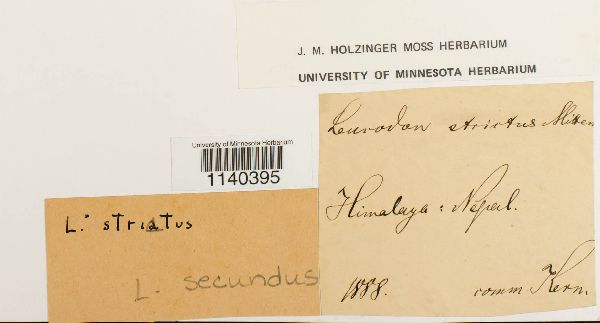 J. M. HOLZINGER MOSS HERBARIUM
UNIVERSITY OF MINNESOTA HERBARIUM
University of Minnesota Herbarium
1140395
Leucodon strictus Mitten
Himalaya: Nepal.
1888. comm Kern
L. striatus
L. secundus